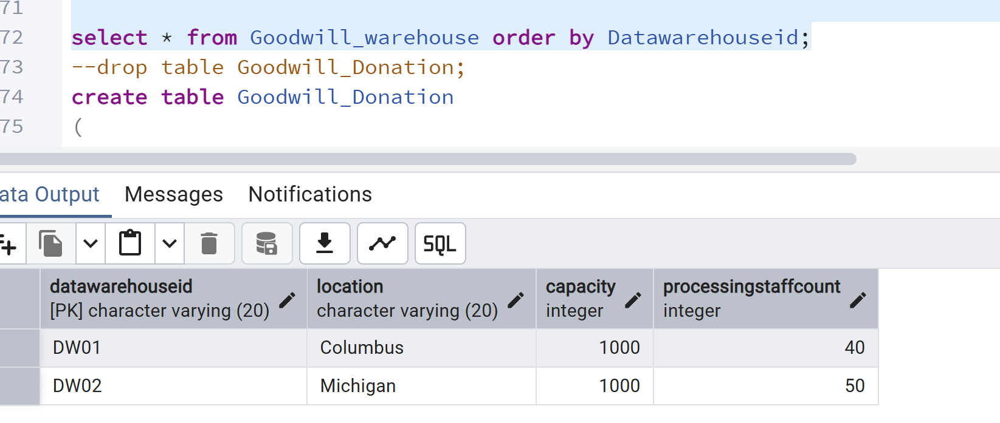 71
72 select * from Goodwill_warehouse order by Datawarehouseid;
73 --drop table Goodwill_Donation;
74 create table Goodwill_Donation
75 (
ata Output Messages Notifications
SQL
datawarehouseid location capacity processingstaffcount
[PK] character varying (20) character varying (20) integer integer
DW01 Columbus 1000 40
DW02 Michigan 1000 50